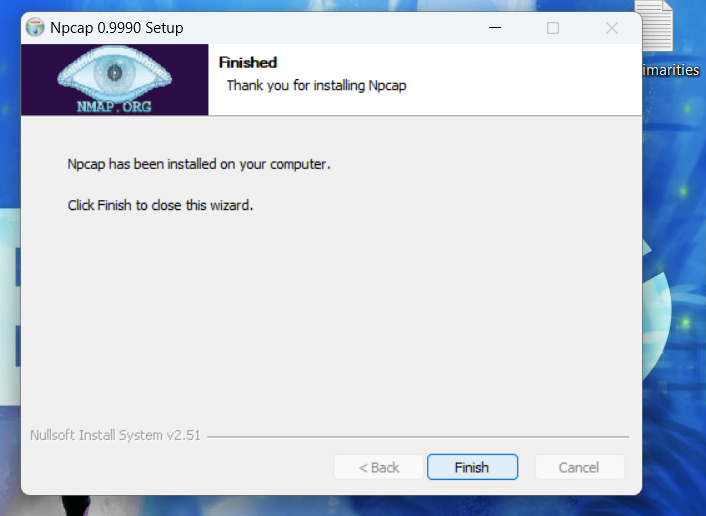 Npcap 0.9990 Setup
Finished
Thank you for installing Npcap
NMAP.ORG
Npcap has been installed on your computer.
Click Finish to close this wizard.
Nullsoft Install System v2.51
< Back
Finish
Cancel
imarities